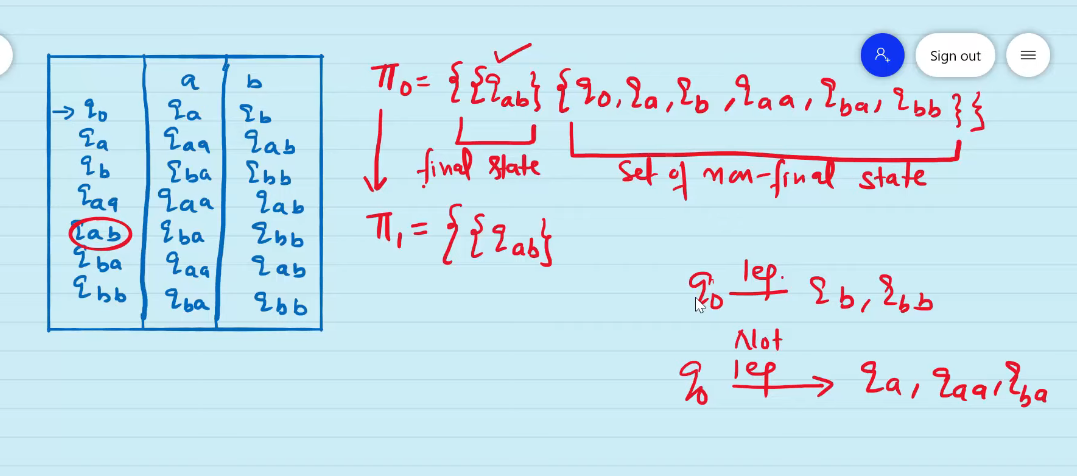 Sign out
a b
→ q0 qa qb
qa qaa qab
qb qba qbb
qaa qaa qab
qab qba qbb
qba qaa qab
qbb qba qbb
π0 = { {qab} {q0, qa, qb, qaa, qba, qbb } }
final state
set of non-final state
π1 = { {qab}
q0 1eq. qb, qbb
q0 Not 1eq → qa, qaa, qba